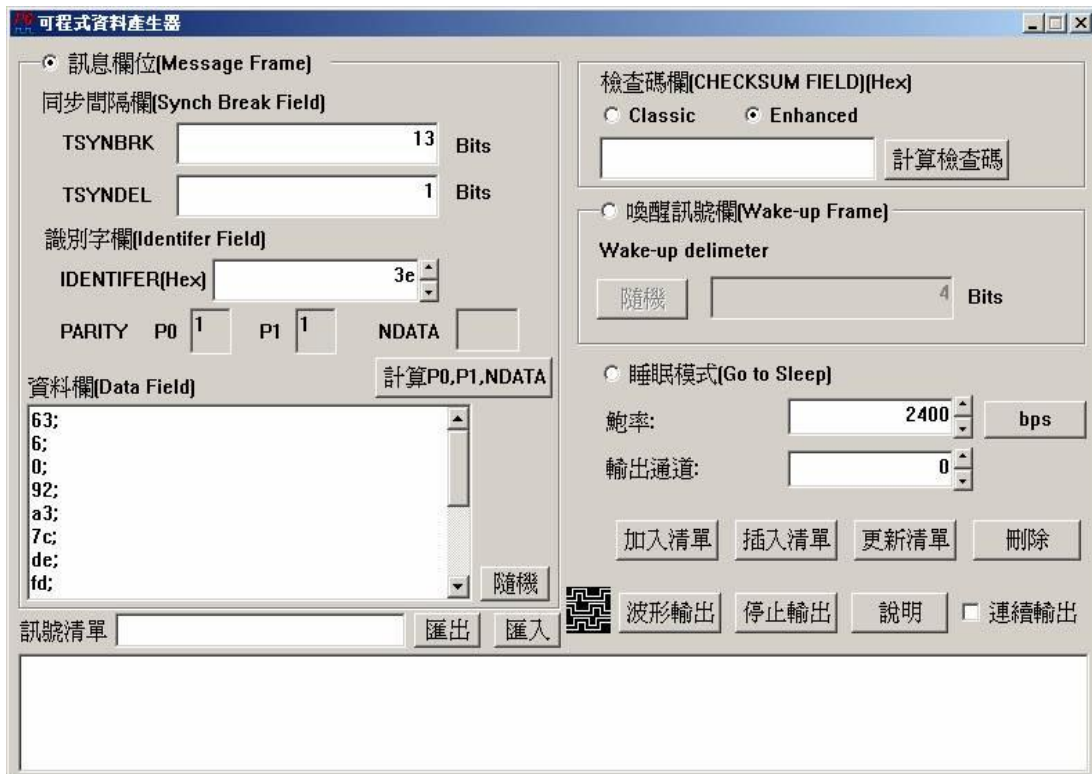 可程式資料產生器
訊息欄位(Message Frame)
同步間隔欄(Synch Break Field)
TSYNBRK 13 Bits
TSYNDEL 1 Bits
識別字欄(Identifer Field)
IDENTIFER(Hex) 3e
PARITY P0 1 P1 1 NDATA
計算P0,P1,NDATA
資料欄(Data Field)
63;
6;
0;
92;
a3;
7c;
de;
fd;
隨機
訊號清單 匯出 匯入
檢查碼欄(CHECKSUM FIELD)(Hex)
Classic Enhanced
計算檢查碼
喚醒訊號欄(Wake-up Frame)
Wake-up delimeter
隨機 4 Bits
睡眠模式(Go to Sleep)
鮑率: 2400 bps
輸出通道: 0
加入清單 插入清單 更新清單 刪除
波形輸出 停止輸出 說明 連續輸出